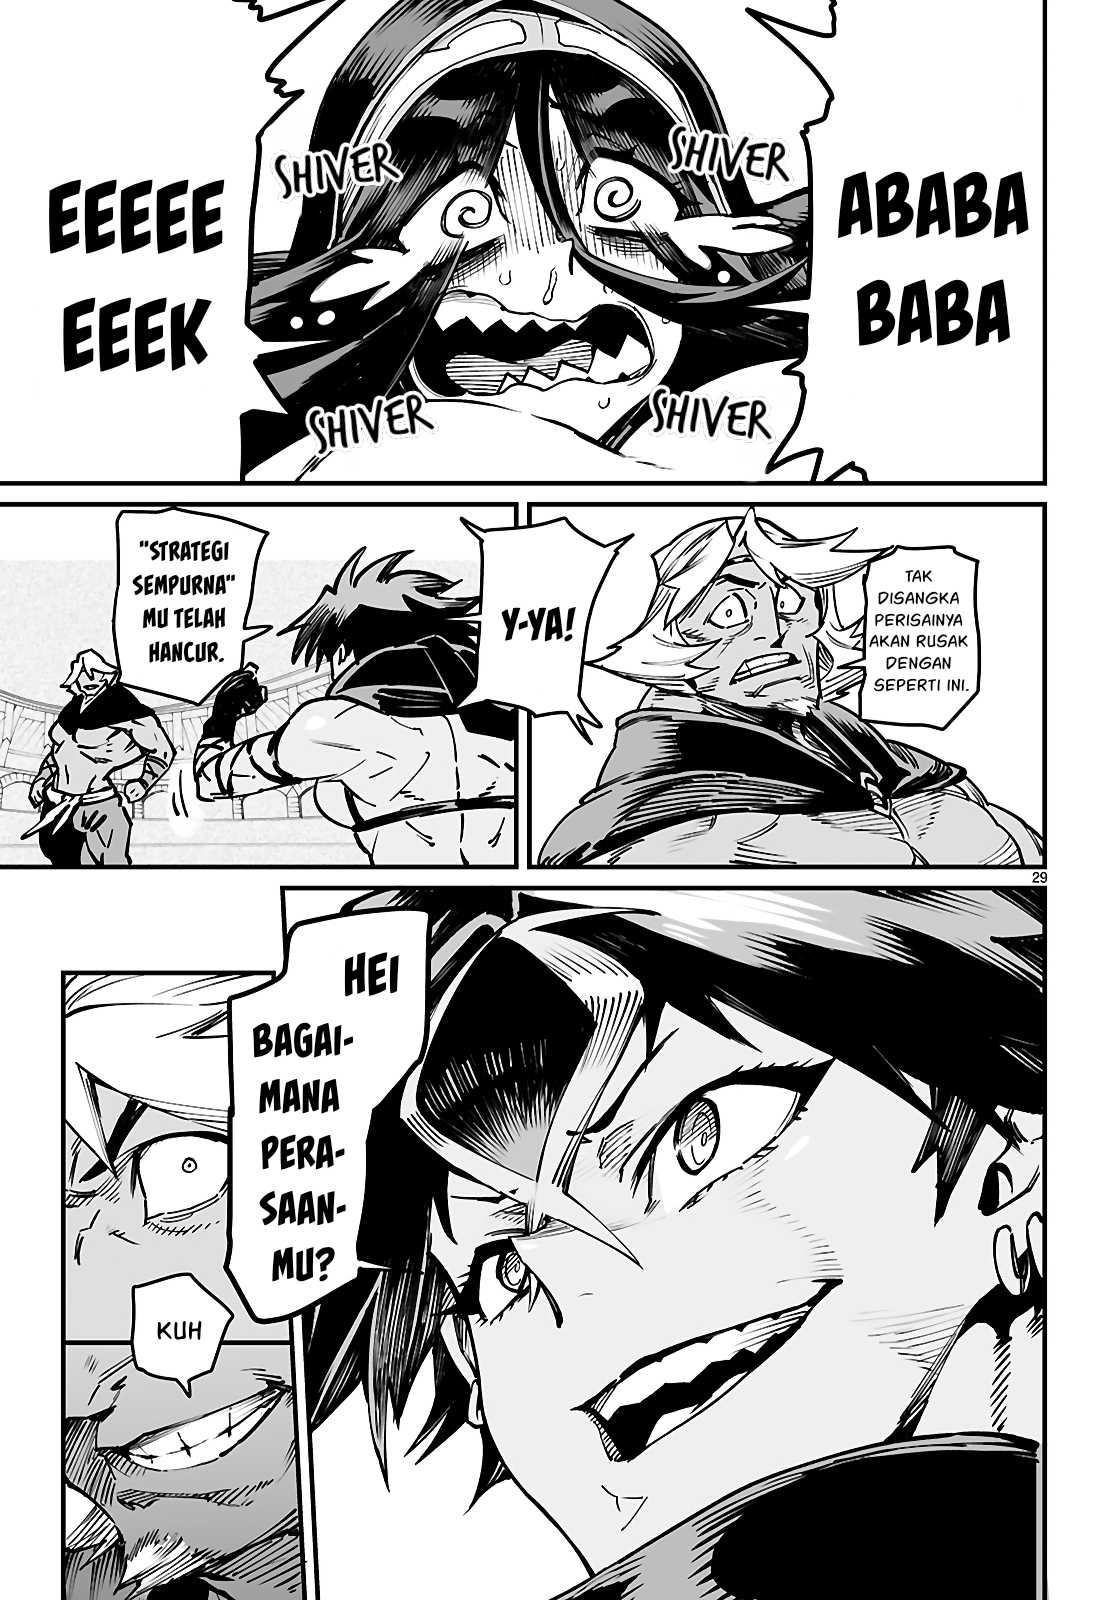 ABABA
BABA
SHIVER
SHIVER
EEEEE
EEEK
SHIVER
SHIVER
TAK
DISANGKA
PERISAINYA
AKAN RUSAK
DENGAN
SEPERTI INI.
Y-YA!
"STRATEGI
SEMPURNA"
MU TELAH
HANCUR.
29
HEI
BAGAI-
MANA
PERA-
SAAN-
MU?
KUH